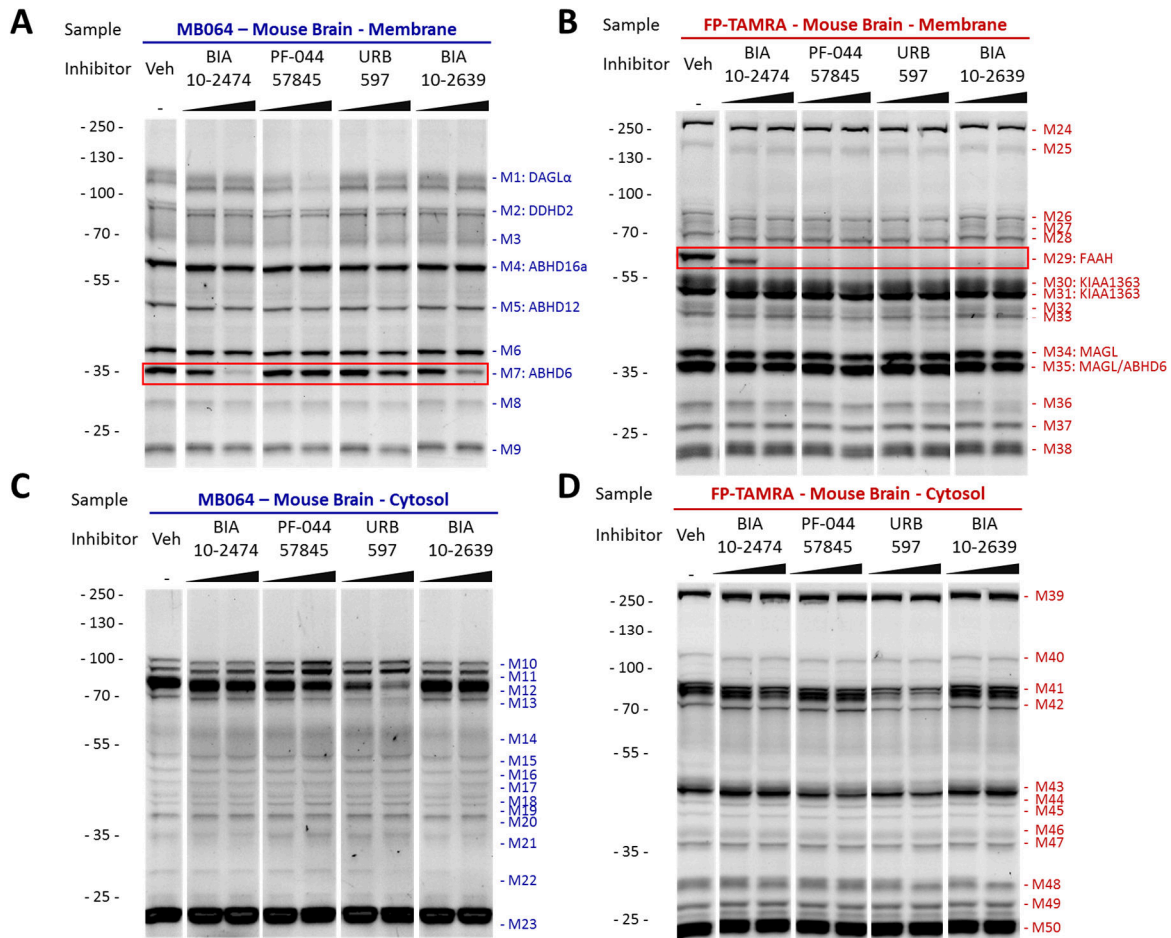 A
Sample
MB064 – Mouse Brain - Membrane
Inhibitor
Veh
BIA
10-2474
PF-044
57845
URB
597
BIA
10-2639
-
- 250 -
- 130 -
- 100 -
- 70 -
- 55 -
- 35 -
- 25 -
- M1: DAGLα
- M2: DDHD2
- M3
- M4: ABHD16a
- M5: ABHD12
- M6
- M7: ABHD6
- M8
- M9
B
Sample
FP-TAMRA - Mouse Brain - Membrane
Inhibitor
Veh
BIA
10-2474
PF-044
57845
URB
597
BIA
10-2639
-
- 250 -
- 130 -
- 100 -
- 70 -
- 55 -
- 35 -
- 25 -
- M24
- M25
- M26
- M27
- M28
- M29: FAAH
- M30: KIAA1363
- M31: KIAA1363
- M32
- M33
- M34: MAGL
- M35: MAGL/ABHD6
- M36
- M37
- M38
C
Sample
MB064 – Mouse Brain - Cytosol
Inhibitor
Veh
BIA
10-2474
PF-044
57845
URB
597
BIA
10-2639
-
- 250 -
- 130 -
- 100 -
- 70 -
- 55 -
- 35 -
- 25 -
- M10
- M11
- M12
- M13
- M14
- M15
- M16
- M17
- M18
- M19
- M20
- M21
- M22
- M23
D
Sample
FP-TAMRA - Mouse Brain - Cytosol
Inhibitor
Veh
BIA
10-2474
PF-044
57845
URB
597
BIA
10-2639
-
- 250 -
- 130 -
- 100 -
- 70 -
- 55 -
- 35 -
- 25 -
- M39
- M40
- M41
- M42
- M43
- M44
- M45
- M46
- M47
- M48
- M49
- M50